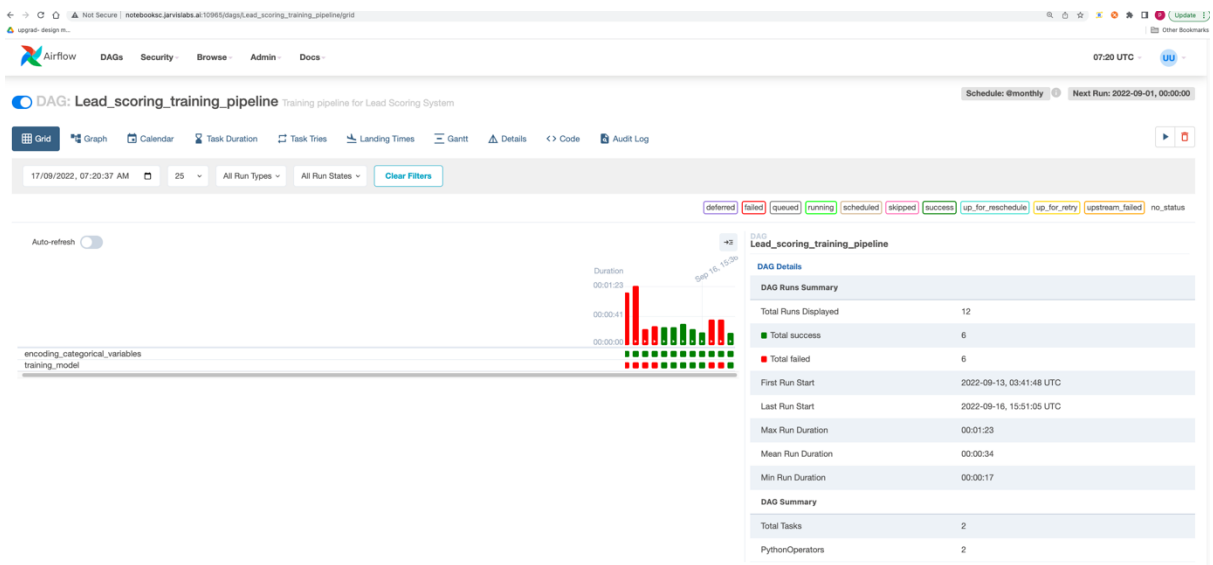 Not Secure | notebooksc.jarvislabs.ai:10965/dags/Lead_scoring_training_pipeline/grid
Update
upgrad- design m...
Other Bookmarks
Airflow DAGs Security Browse Admin Docs 07:20 UTC UU
DAG: Lead_scoring_training_pipeline Training pipeline for Lead Scoring System
Schedule: @monthly Next Run: 2022-09-01, 00:00:00
Grid Graph Calendar Task Duration Task Tries Landing Times Gantt Details <> Code Audit Log
17/09/2022, 07:20:37 AM 25 All Run Types All Run States Clear Filters
deferred failed queued running scheduled skipped success up_for_reschedule up_for_retry upstream_failed no_status
Auto-refresh
Duration
Sep 16, 15:36
00:01:23
00:00:41
00:00:00
encoding_categorical_variables
training_model
DAG
Lead_scoring_training_pipeline
DAG Details
DAG Runs Summary
Total Runs Displayed 12
Total success 6
Total failed 6
First Run Start 2022-09-13, 03:41:48 UTC
Last Run Start 2022-09-16, 15:51:05 UTC
Max Run Duration 00:01:23
Mean Run Duration 00:00:34
Min Run Duration 00:00:17
DAG Summary
Total Tasks 2
PythonOperators 2